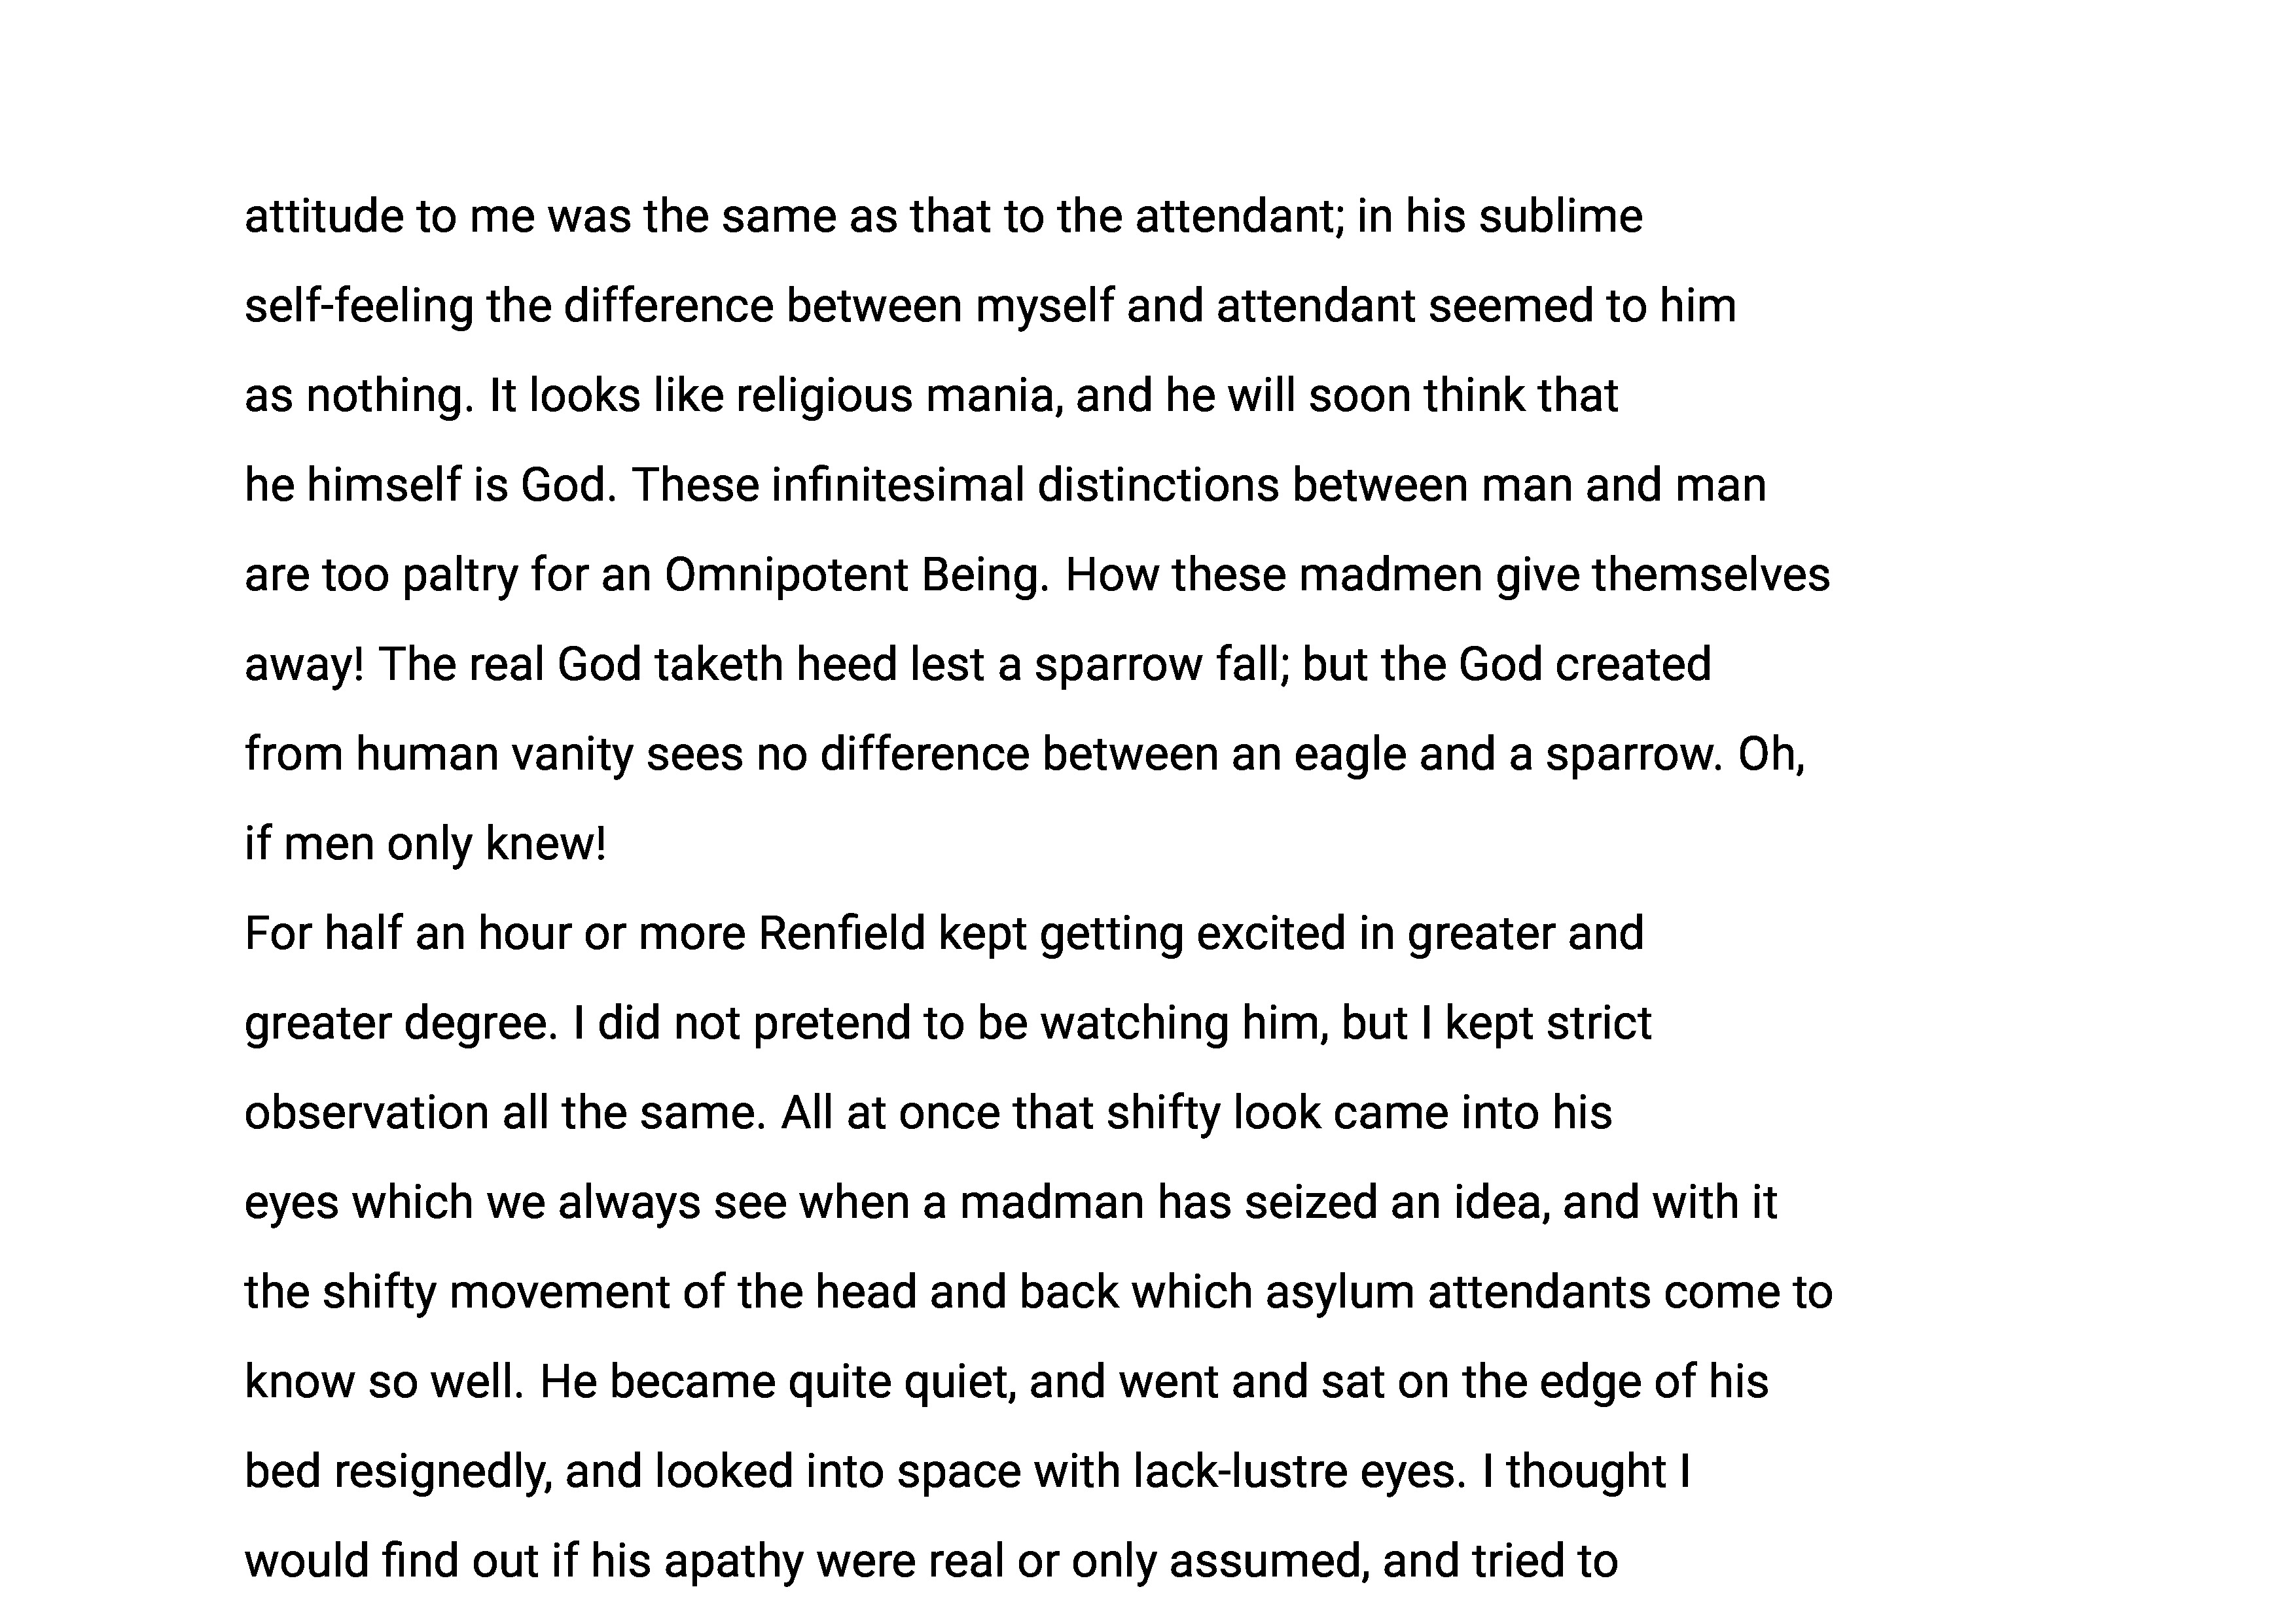 attitude to me was the same as that to the attendant; in his sublime
self-feeling the difference between myself and attendant seemed to him
as nothing. It looks like religious mania, and he will soon think that
he himself is God. These infinitesimal distinctions between man and man
are too paltry for an Omnipotent Being. How these madmen give themselves
away! The real God taketh heed lest a sparrow fall; but the God created
from human vanity sees no difference between an eagle and a sparrow. Oh,
if men only knew!
For half an hour or more Renfield kept getting excited in greater and
greater degree. I did not pretend to be watching him, but I kept strict
observation all the same. All at once that shifty look came into his
eyes which we always see when a madman has seized an idea, and with it
the shifty movement of the head and back which asylum attendants come to
know so well. He became quite quiet, and went and sat on the edge of his
bed resignedly, and looked into space with lack-lustre eyes. I thought I
would find out if his apathy were real or only assumed, and tried to